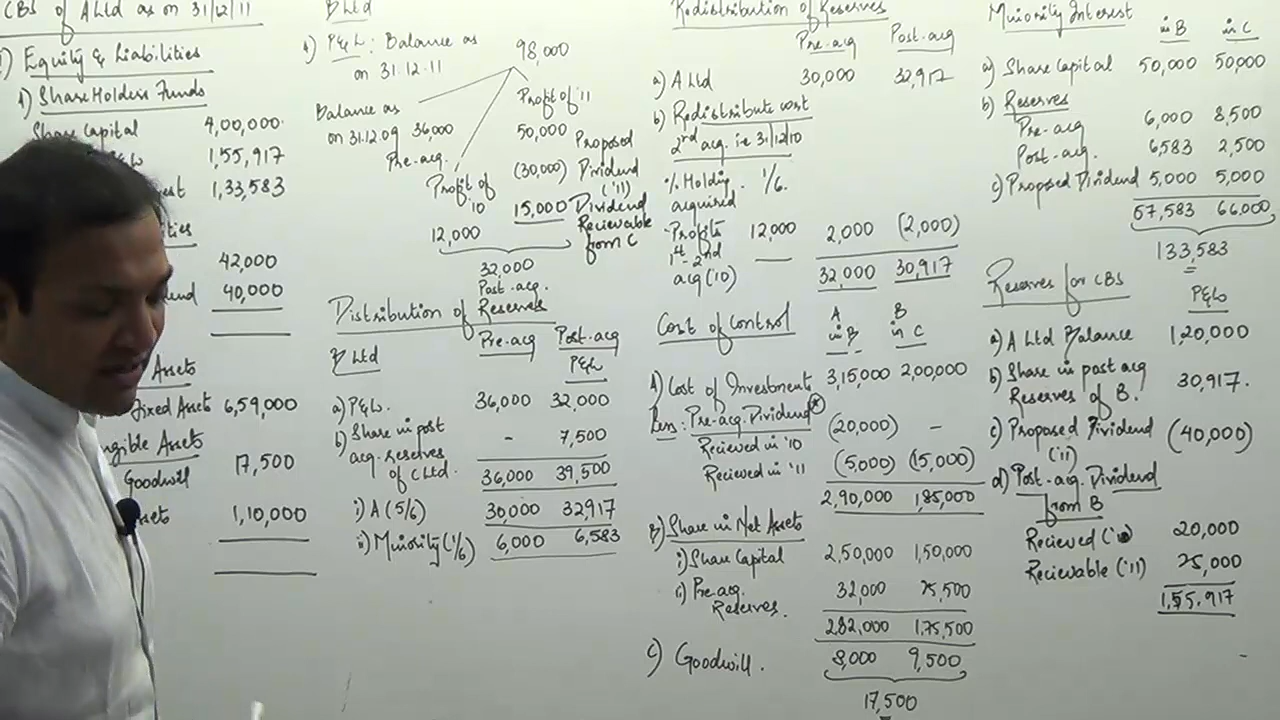 CBS of A Ltd as on 31/12/11
I) Equity & Liabilities
1) ShareHolders Funds
Share Capital 4,00,000
P&L 1,55,917
1,33,583
42,000
40,000
Assets
Fixed Assets 6,59,000
Assets
Goodwill 17,500
1,10,000
B Ltd
1) P&L: Balance as
on 31.12.11
98,000
Balance as
on 31.12.09 36,000
Pre-acq.
Profit of
'10
12,000
Profit of '11
50,000
(30,000) Proposed Dividend ('11)
15,000 Dividend Recievable from C
32,000
Post-acq.
Distribution of Reserves
B Ltd Pre-acq Post-acq
P&L
a) P&L. 36,000 32,000
b) Share in post
acq. reserves
of C Ltd. - 7,500
36,000 39,500
i) A (5/6) 30,000 32,917
ii) Minority (1/6) 6,000 6,583
Redistribution of Reserves
Pre-acq Post-acq
a) A Ltd 30,000 32,917
b) Redistribute cost
2nd acq. i.e 31/12/10
% Holding
acquired . 1/6.
- Profits
1st - 2nd
acq ('10) 12,000 2,000 (2,000)
32,000 30,917
Cost of Control
A in B B in C
A) Cost of Investments 3,15,000 2,00,000
Less: Pre-acq. Dividend
Recieved in '10 (20,000) -
Recieved in '11 (5,000) (15,000)
2,90,000 1,85,000
B) Share in Net Assets
i) Share Capital 2,50,000 1,50,000
ii) Pre acq.
Reserves. 32,000 25,500
282,000 1,75,500
C) Goodwill. 8,000 9,500
17,500
Minority Interest
in B in C
a) Share Capital 50,000 50,000
b) Reserves
Pre-acq 6,000 8,500
Post-acq. 6,583 2,500
c) Proposed Dividend 5,000 5,000
67,583 66,000
133,583
Reserves for CBS
P&L
a) A Ltd Balance 1,20,000
b) Share in post acq
Reserves of B. 30,917.
c) Proposed Dividend
('11) (40,000)
d) Post-acq. Dividend
from B
Recieved ('10) 20,000
Recievable ('11) 25,000
1,55,917